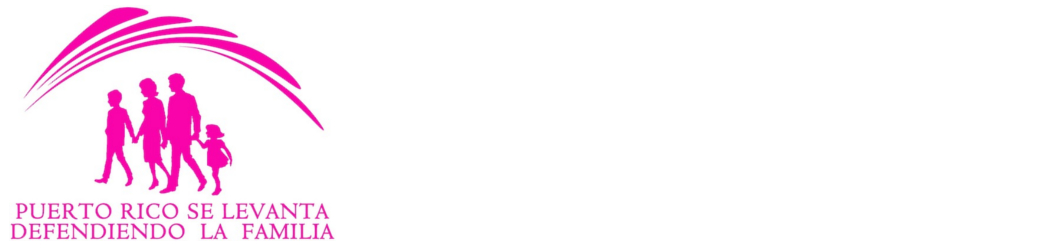 PUERTO RICO SE LEVANTA
DEFENDIENDO LA FAMILIA